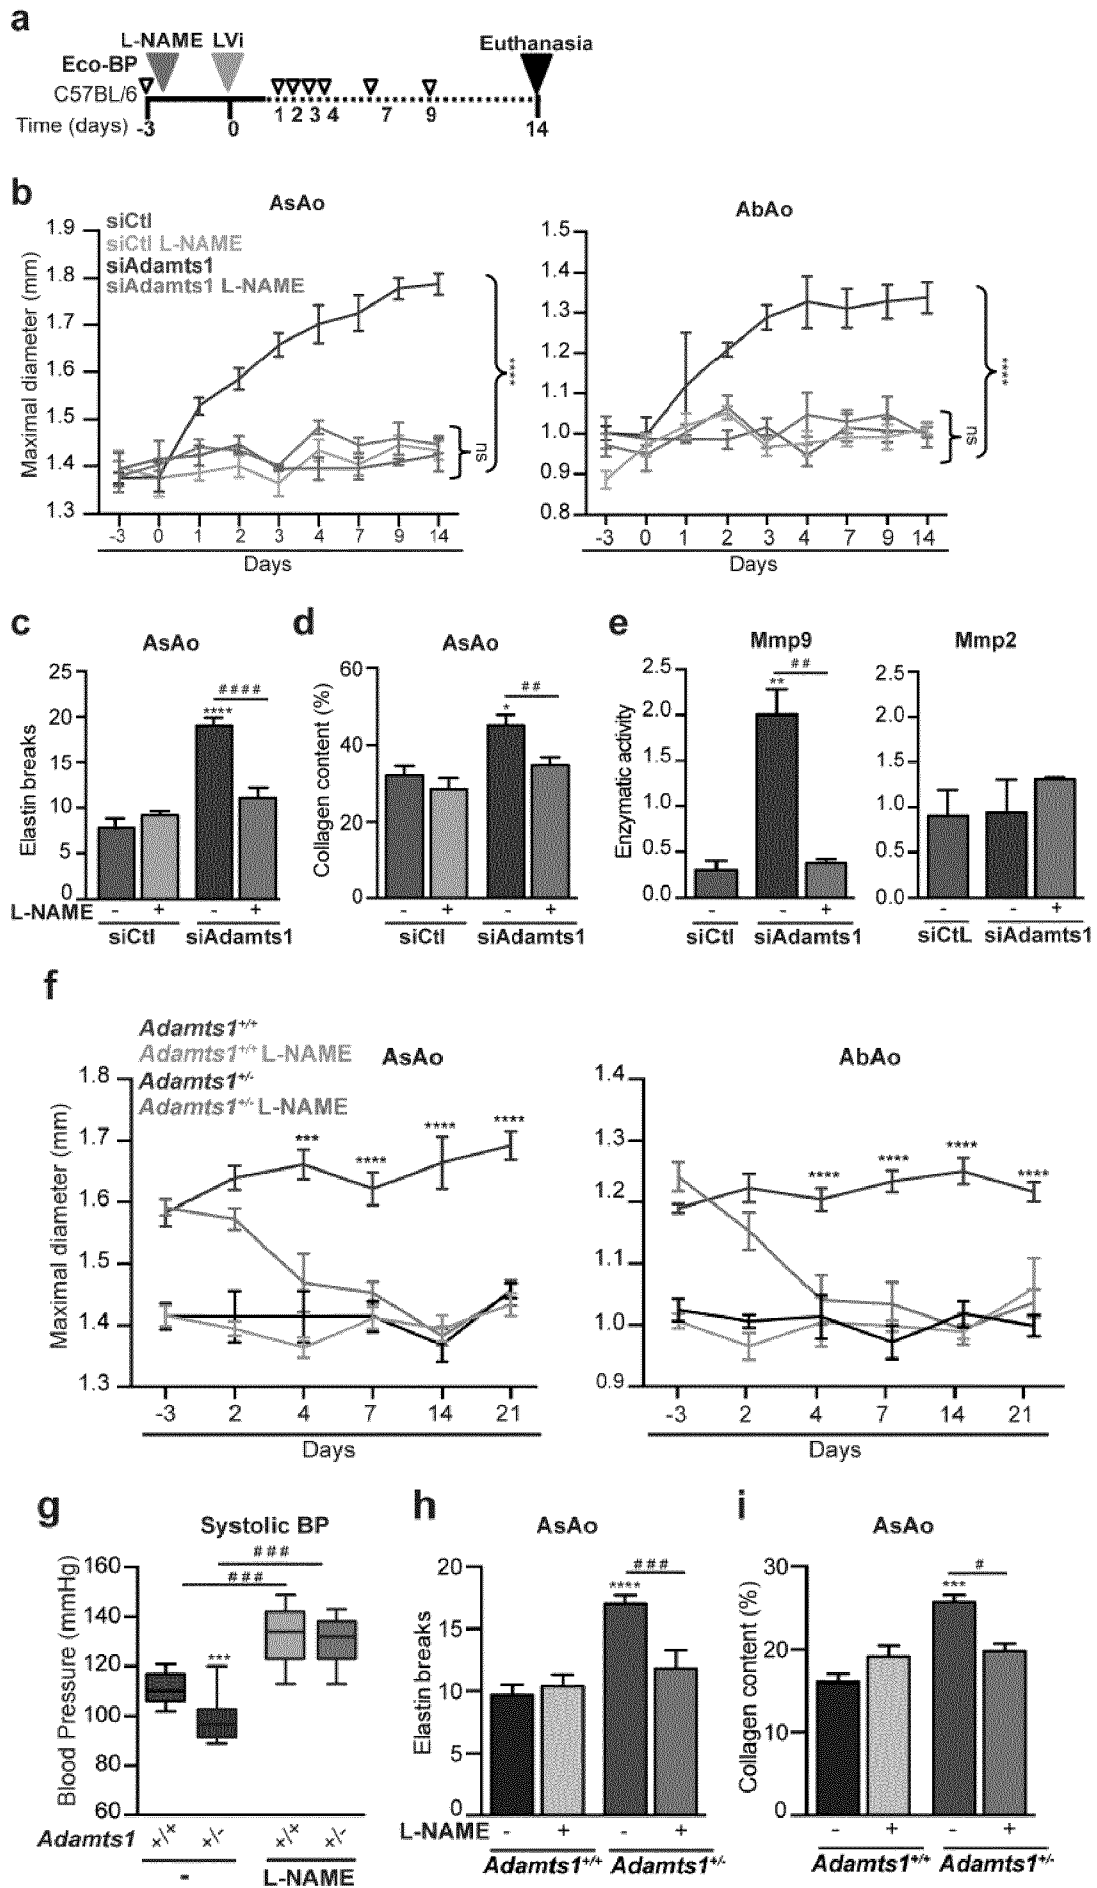 a
L-NAME LVi Euthanasia
Eco-BP
C57BL/6
Time (days) -3 0 1 2 3 4 7 9 14
b
AsAo
siCtl
siCtl L-NAME
siAdamts1
siAdamts1 L-NAME
Maximal diameter (mm)
1.9
1.8
1.7
1.6
1.5
1.4
1.3
****
ns
-3 0 1 2 3 4 7 9 14
Days
AbAo
1.5
1.4
1.3
1.2
1.1
1.0
0.9
0.8
****
ns
-3 0 1 2 3 4 7 9 14
Days
c
AsAo
Elastin breaks
25
20
15
10
5
0
####
****
L-NAME - + - +
siCtl siAdamts1
d
AsAo
Collagen content (%)
60
40
20
0
##
*
- + - +
siCtl siAdamts1
e
Mmp9
Enzymatic activity
2.5
2.0
1.5
1.0
0.5
0.0
##
**
- - +
siCtl siAdamts1
Mmp2
2.5
2.0
1.5
1.0
0.5
0.0
- - +
siCtL siAdamts1
f
Adamts1+/+
Adamts1+/+ L-NAME
Adamts1+/-
Adamts1+/- L-NAME
AsAo
Maximal diameter (mm)
1.8
1.7
1.6
1.5
1.4
1.3
*** **** **** ****
-3 2 4 7 14 21
Days
AbAo
1.4
1.3
1.2
1.1
1.0
0.9
**** **** **** ****
-3 2 4 7 14 21
Days
g
Systolic BP
Blood Pressure (mmHg)
160
140
120
100
80
60
###
###
***
Adamts1 +/+ +/- +/+ +/-
- L-NAME
h
AsAo
Elastin breaks
20
15
10
5
0
###
****
L-NAME - + - +
Adamts1+/+ Adamts1+/-
i
AsAo
Collagen content (%)
30
20
10
0
#
***
- + - +
Adamts1+/+ Adamts1+/-